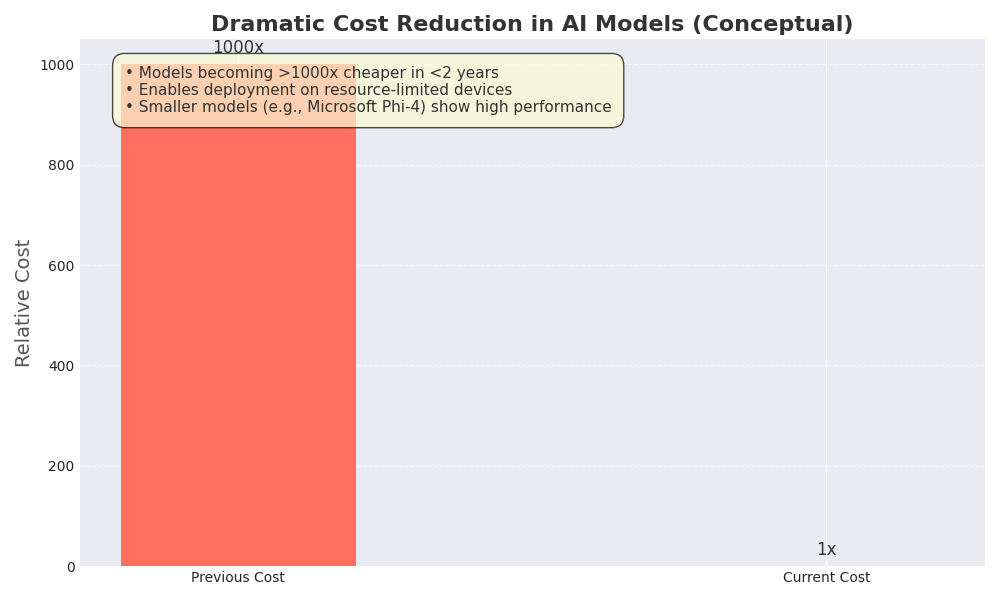 Dramatic Cost Reduction in AI Models (Conceptual)
1000x
• Models becoming >1000x cheaper in <2 years
• Enables deployment on resource-limited devices
• Smaller models (e.g., Microsoft Phi-4) show high performance
1000
800
600
400
200
0
Relative Cost
1x
Previous Cost
Current Cost